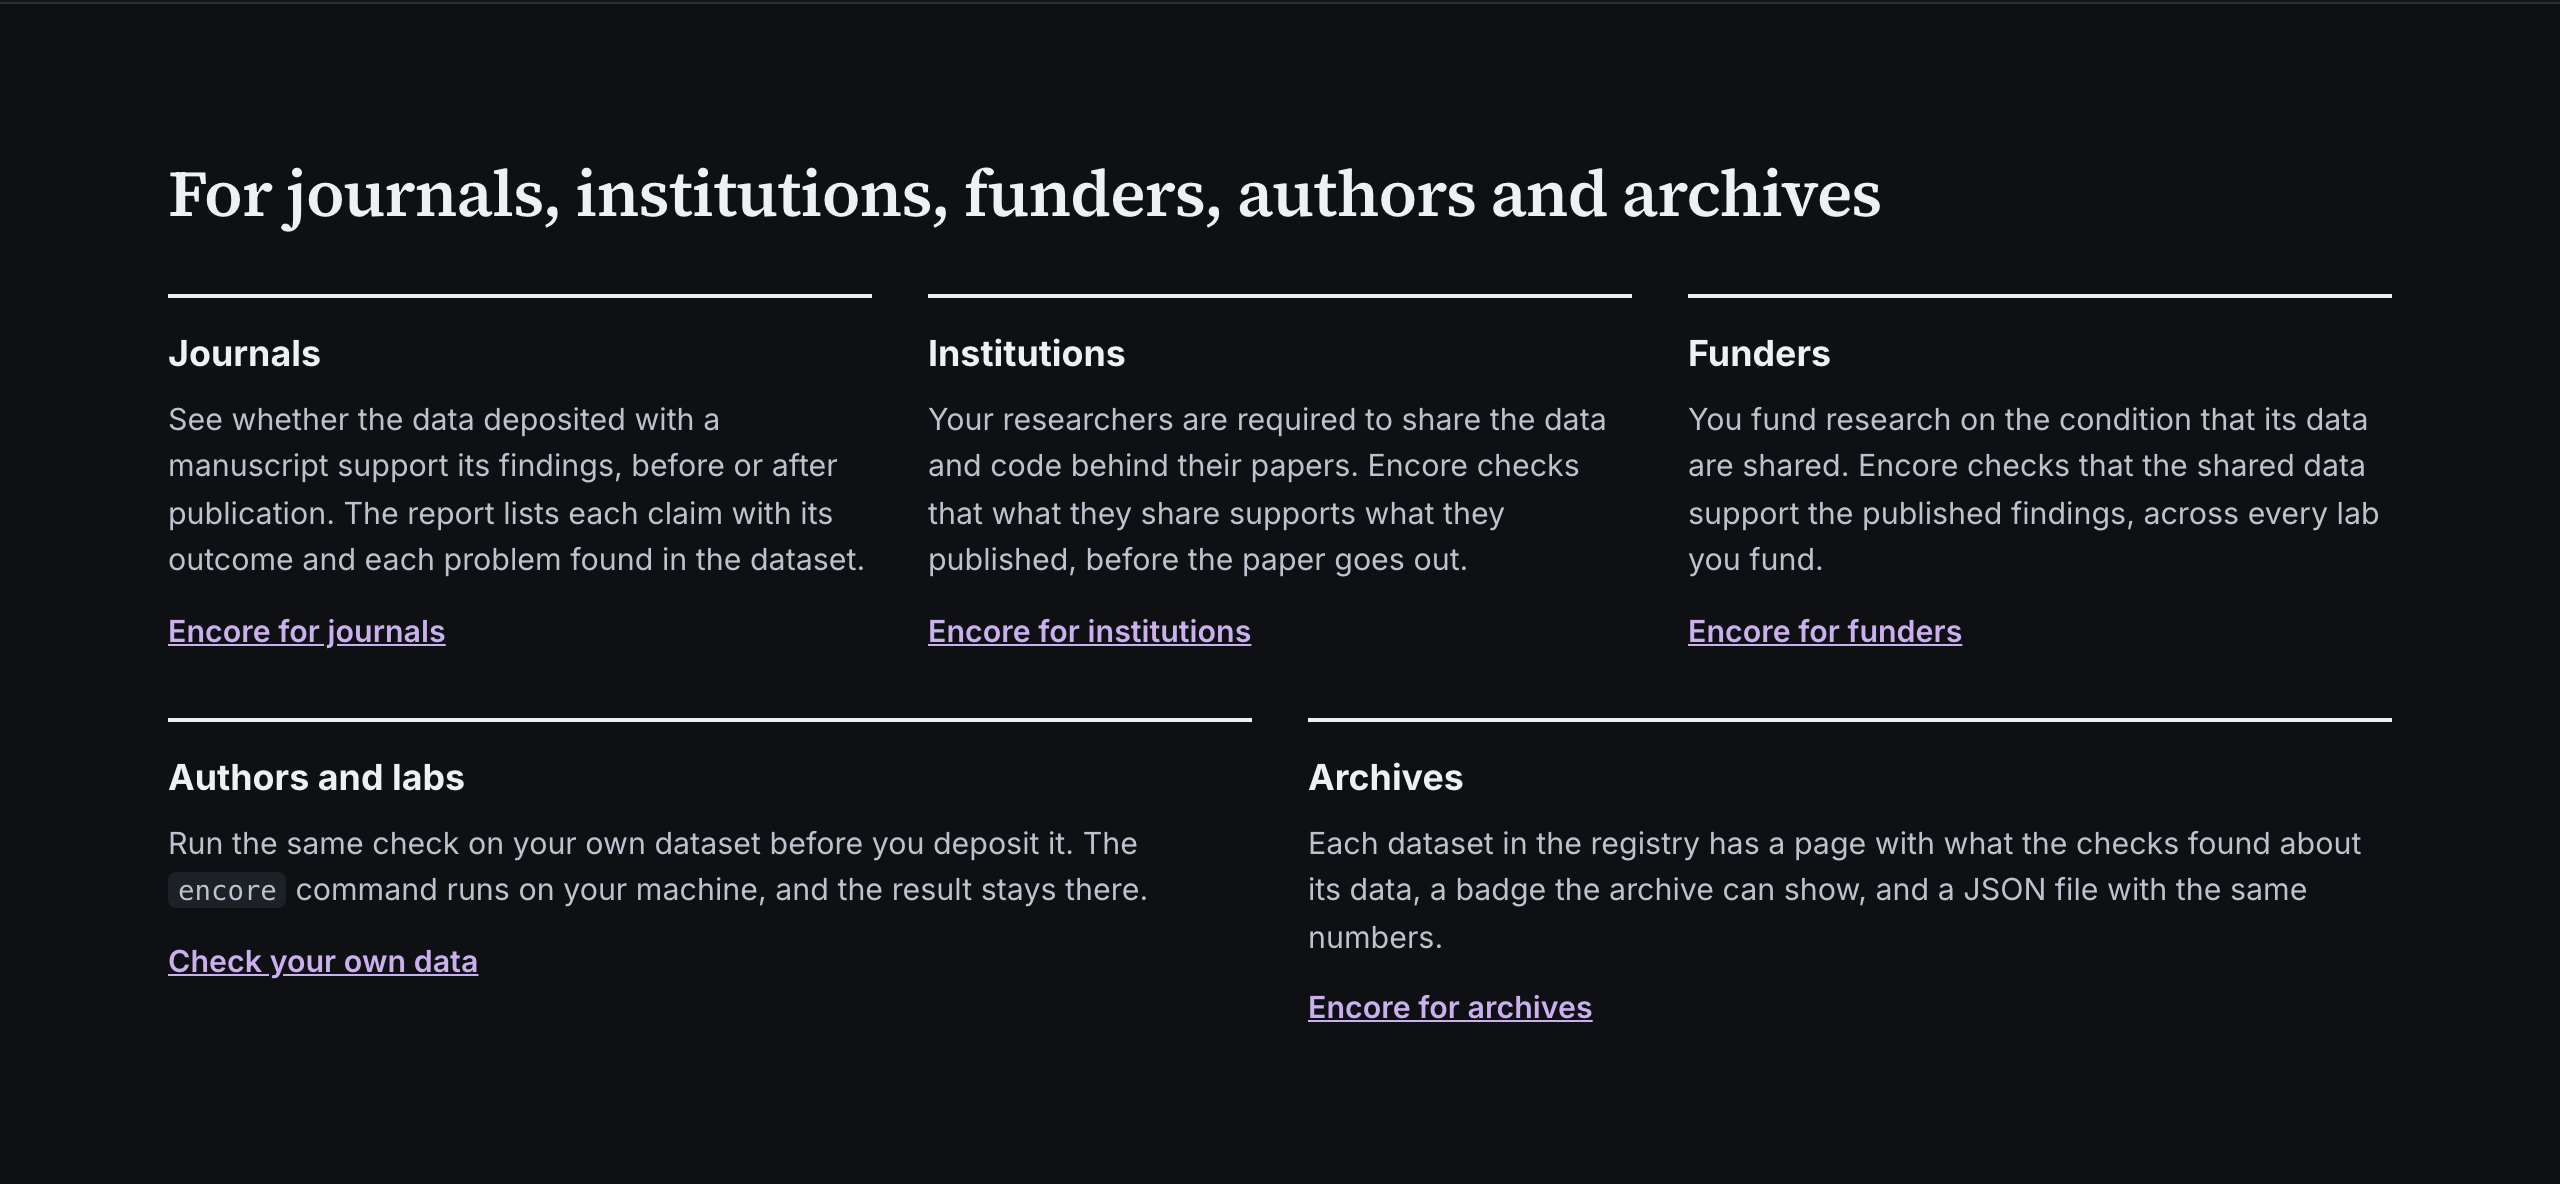 For journals, institutions, funders, authors and archives
Journals
See whether the data deposited with a
manuscript support its findings, before or after
publication. The report lists each claim with its
outcome and each problem found in the dataset.
Encore for journals
Institutions
Your researchers are required to share the data
and code behind their papers. Encore checks
that what they share supports what they
published, before the paper goes out.
Encore for institutions
Funders
You fund research on the condition that its data
are shared. Encore checks that the shared data
support the published findings, across every lab
you fund.
Encore for funders
Authors and labs
Run the same check on your own dataset before you deposit it. The
encore command runs on your machine, and the result stays there.
Check your own data
Archives
Each dataset in the registry has a page with what the checks found about
its data, a badge the archive can show, and a JSON file with the same
numbers.
Encore for archives